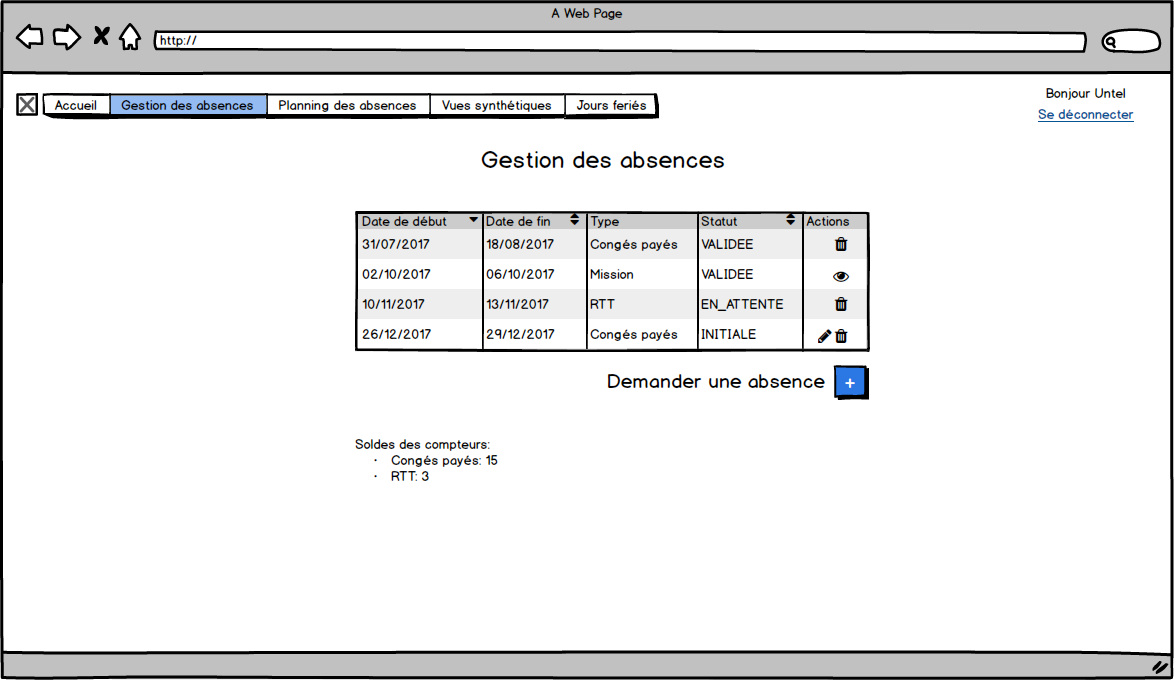 A Web Page
http://
Bonjour Untel
Accueil Gestion des absences Planning des absences Vues synthétiques Jours feriés
Se déconnecter
Gestion des absences
Date de début Date de fin Type Statut Actions
31/07/2017 18/08/2017 Congés payés VALIDEE
02/10/2017 06/10/2017 Mission VALIDEE
10/11/2017 13/11/2017 RTT EN_ATTENTE
26/12/2017 29/12/2017 Congés payés INITIALE
Demander une absence +
Soldes des compteurs:
· Congés payés: 15
· RTT: 3